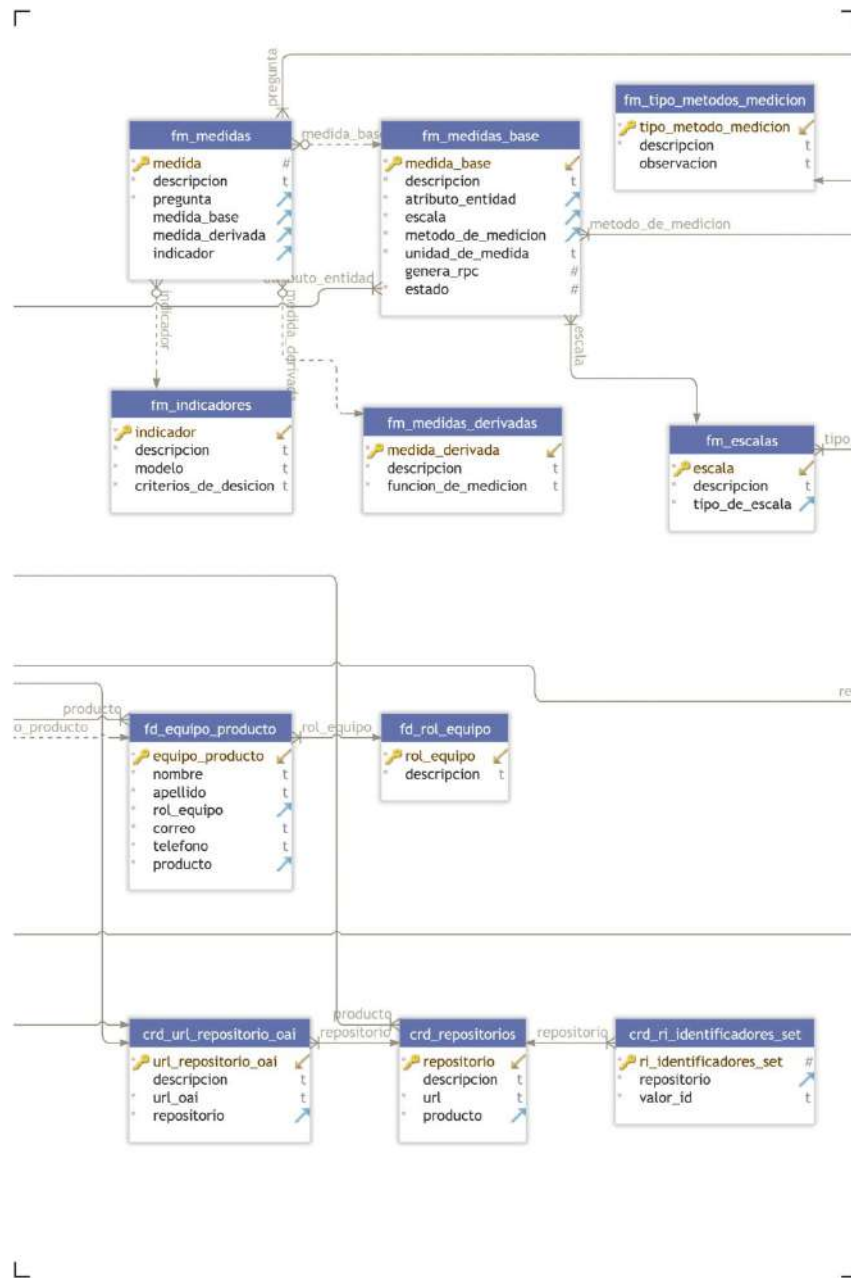 pregunta
fm_tipo_metodos_medicion
tipo_metodo_medicion
* descripcion t
observacion t
fm_medidas
* medida #
* descripcion t
* pregunta
medida_base
medida_derivada
indicador
medida_base
fm_medidas_base
* medida_base
* descripcion t
* atributo_entidad
* escala
* metodo_de_medicion
* unidad_de_medida t
genera_rpc #
* estado #
metodo_de_medicion
indicador
medida_derivada
escala
fm_indicadores
* indicador
* descripcion t
* modelo t
* criterios_de_desicion t
fm_medidas_derivadas
* medida_derivada
* descripcion t
* funcion_de_medicion t
fm_escalas
* escala
* descripcion t
* tipo_de_escala
tipo
re
producto
o_producto
fd_equipo_producto
* equipo_producto
* nombre t
* apellido t
* rol_equipo
* correo t
* telefono t
* producto
rol_equipo
fd_rol_equipo
* rol_equipo
* descripcion t
crd_url_repositorio_oai
* url_repositorio_oai
descripcion t
* url_oai t
* repositorio
producto
repositorio
crd_repositorios
* repositorio
descripcion t
* url t
* producto
repositorio
crd_ri_identificadores_set
* ri_identificadores_set #
* repositorio
* valor_id t